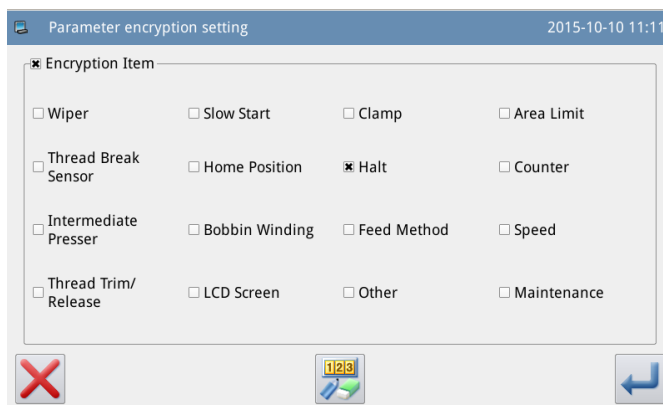 Parameter encryption setting 2015-10-10 11:11
Encryption Item
Wiper Slow Start Clamp Area Limit
Thread Break
Sensor Home Position Halt Counter
Intermediate
Presser Bobbin Winding Feed Method Speed
Thread Trim/
Release LCD Screen Other Maintenance
123